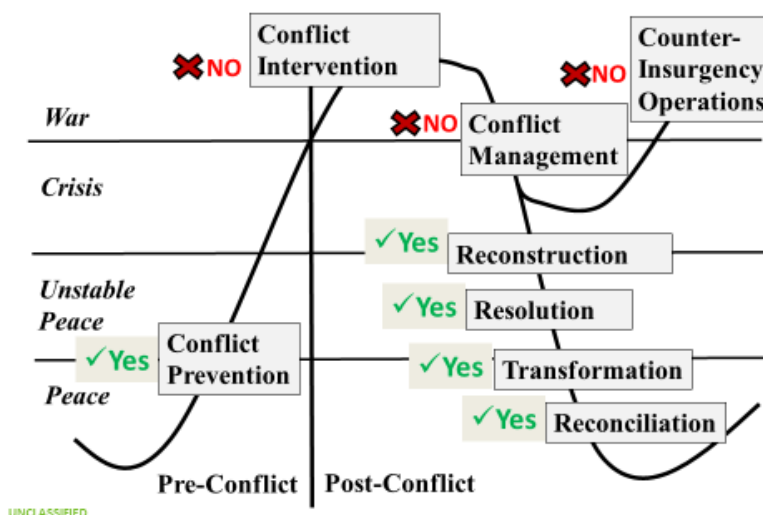 Conflict
Intervention
NO
Counter-
Insurgency
Operations
NO
War
NO
Conflict
Management
Crisis
✓Yes
Reconstruction
Unstable
Peace
✓Yes
Resolution
✓Yes
Conflict
Prevention
✓Yes
Transformation
Peace
✓Yes
Reconciliation
Pre-Conflict
Post-Conflict
UNCLASSIFIED